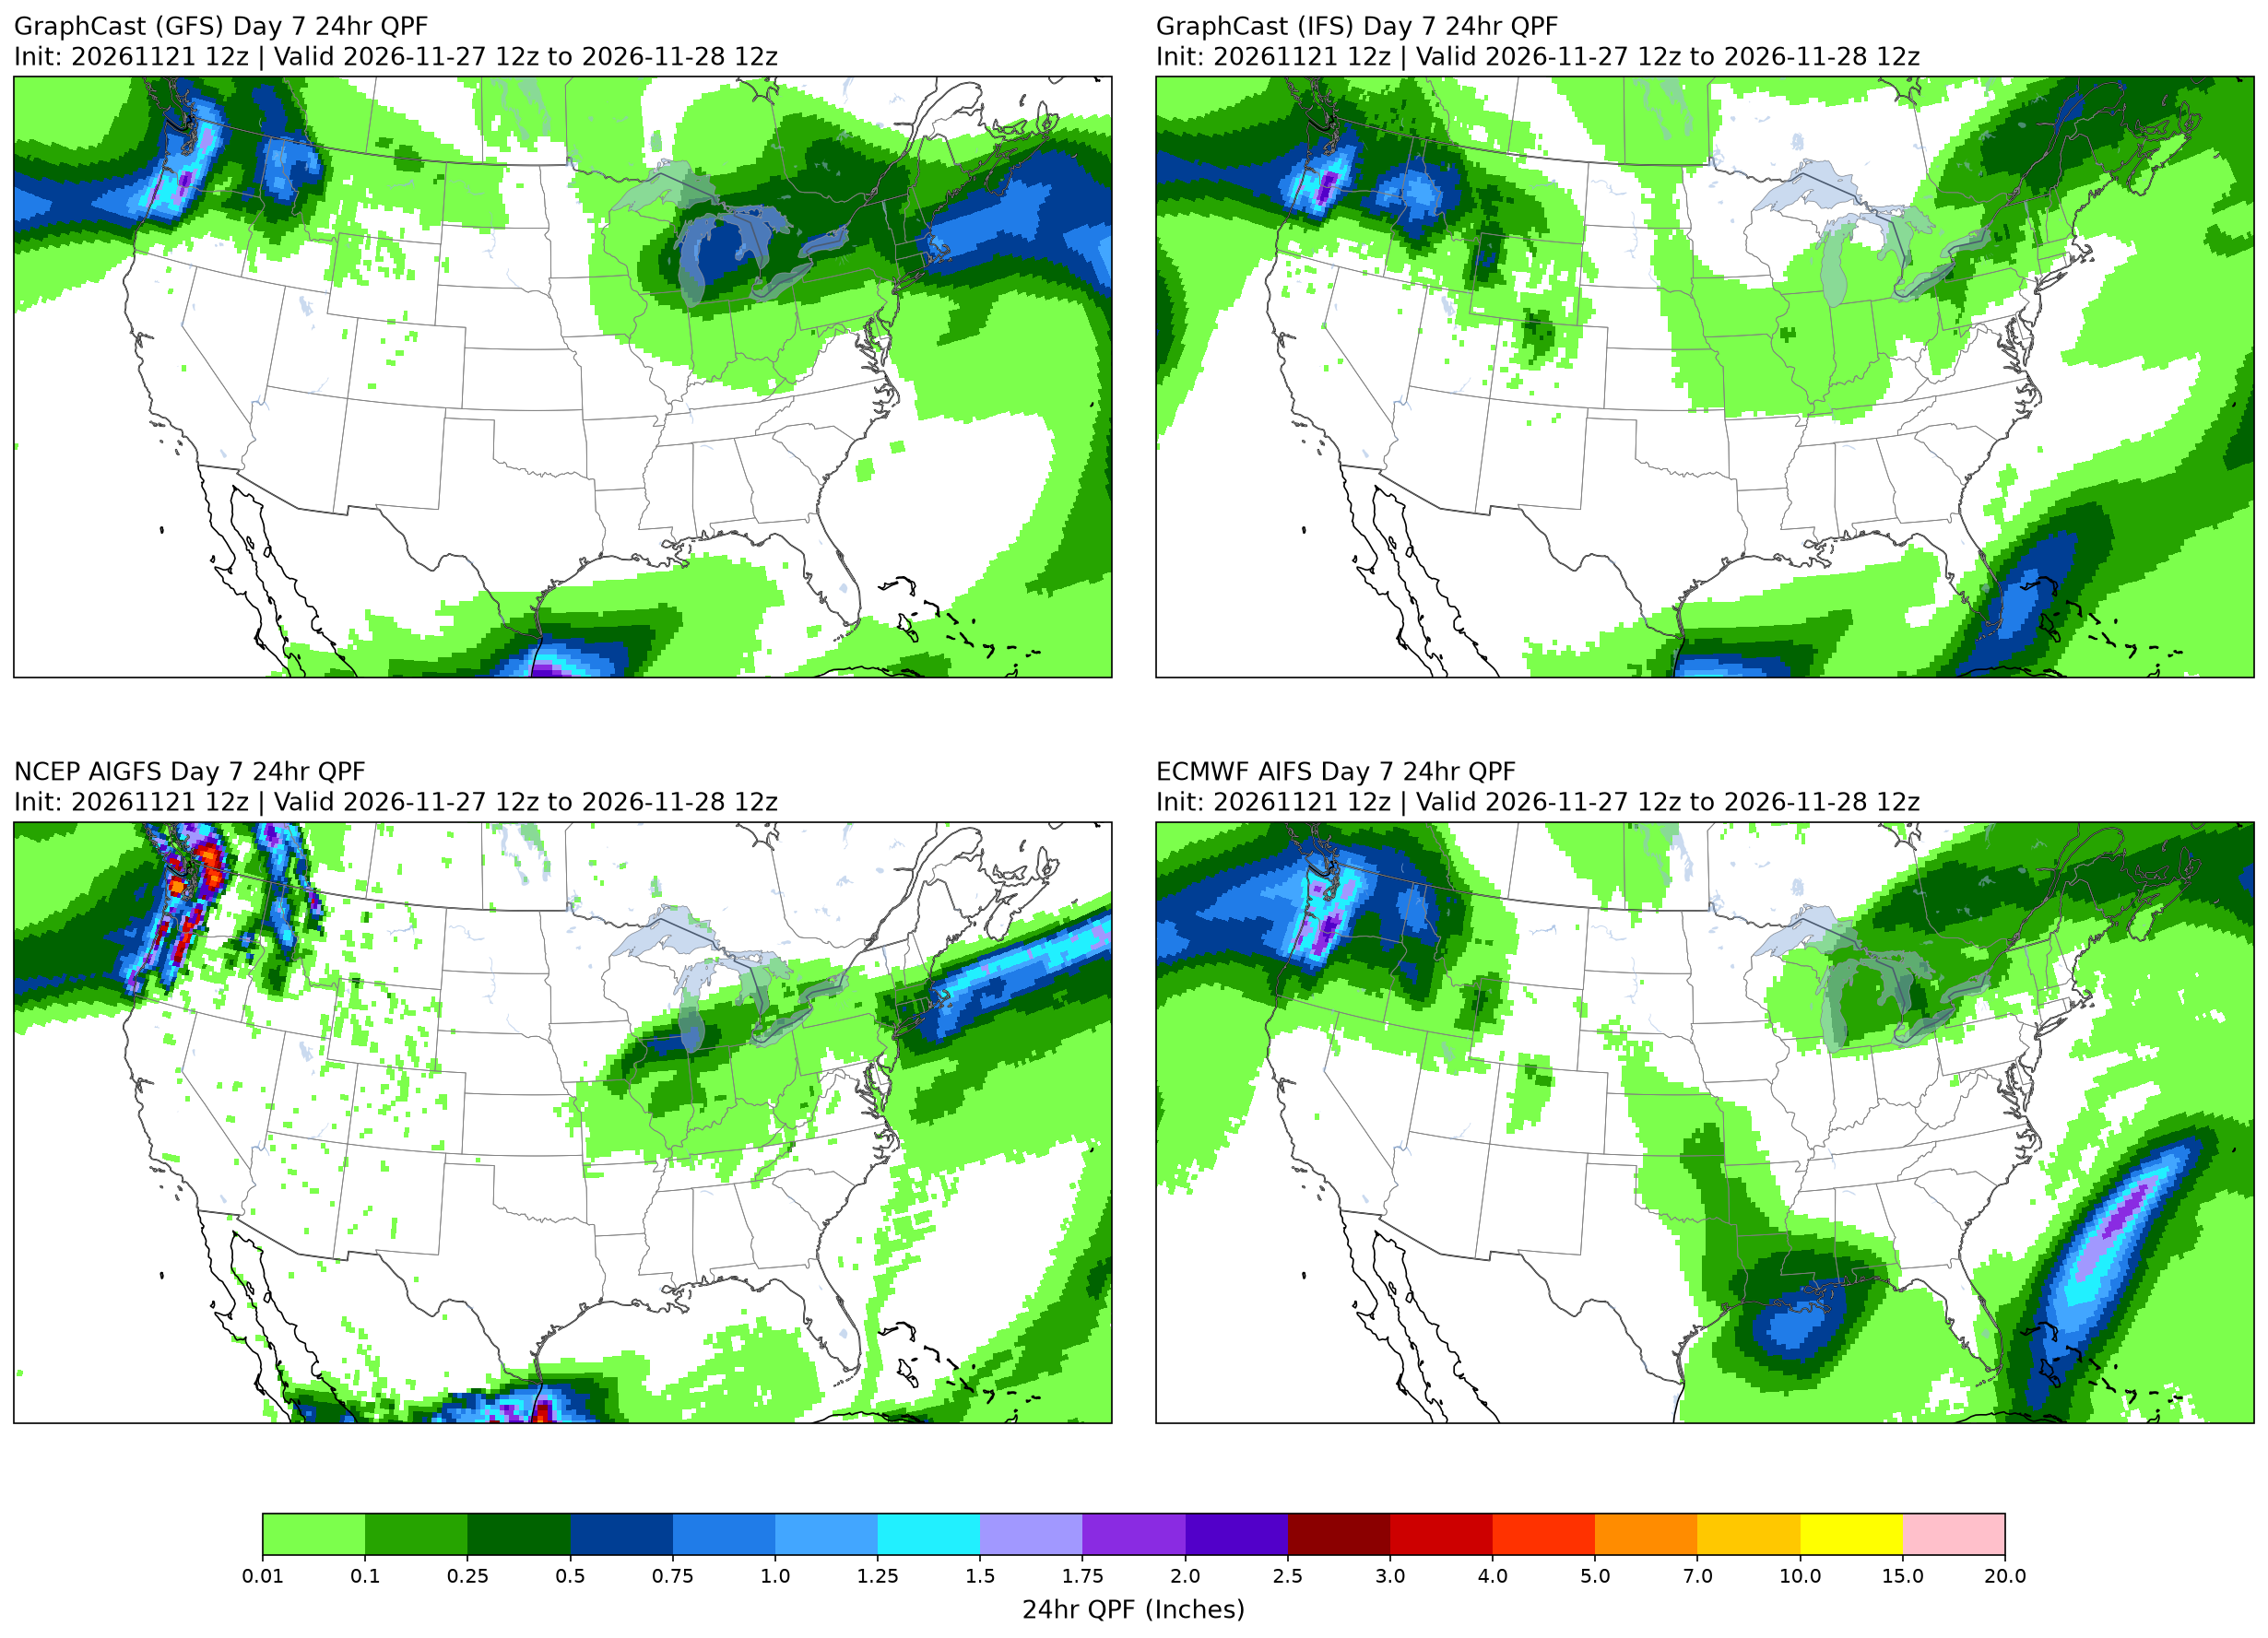 GraphCast (GFS) Day 7 24hr QPF
Init: 20261121 12z | Valid 2026-11-27 12z to 2026-11-28 12z
GraphCast (IFS) Day 7 24hr QPF
Init: 20261121 12z | Valid 2026-11-27 12z to 2026-11-28 12z
NCEP AIGFS Day 7 24hr QPF
Init: 20261121 12z | Valid 2026-11-27 12z to 2026-11-28 12z
ECMWF AIFS Day 7 24hr QPF
Init: 20261121 12z | Valid 2026-11-27 12z to 2026-11-28 12z
0.01 0.1 0.25 0.5 0.75 1.0 1.25 1.5 1.75 2.0 2.5 3.0 4.0 5.0 7.0 10.0 15.0 20.0
24hr QPF (Inches)